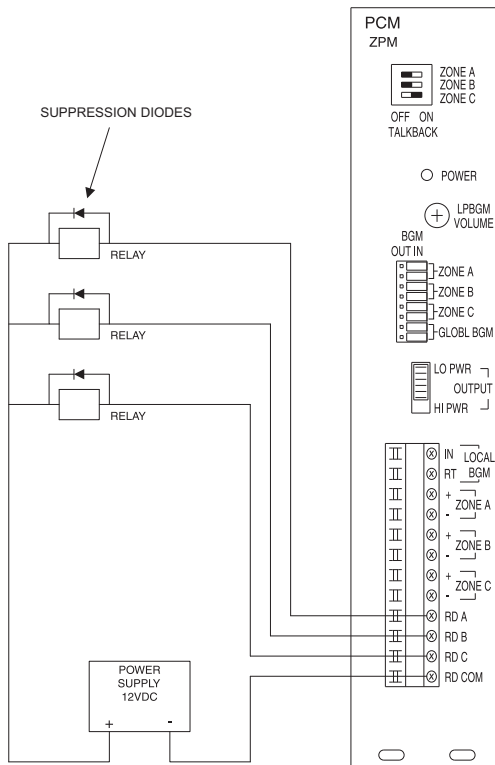 PCM
ZPM
ZONE A
ZONE B
ZONE C
OFF ON
TALKBACK
SUPPRESSION DIODES
POWER
LPBGM
VOLUME
BGM
OUT IN
ZONE A
ZONE B
ZONE C
GLOBL BGM
RELAY
RELAY
RELAY
LO PWR
OUTPUT
HI PWR
IN
LOCAL
RT
BGM
+
ZONE A
-
+
ZONE B
-
+
ZONE C
-
RD A
RD B
RD C
RD COM
POWER
SUPPLY
12VDC
+ -